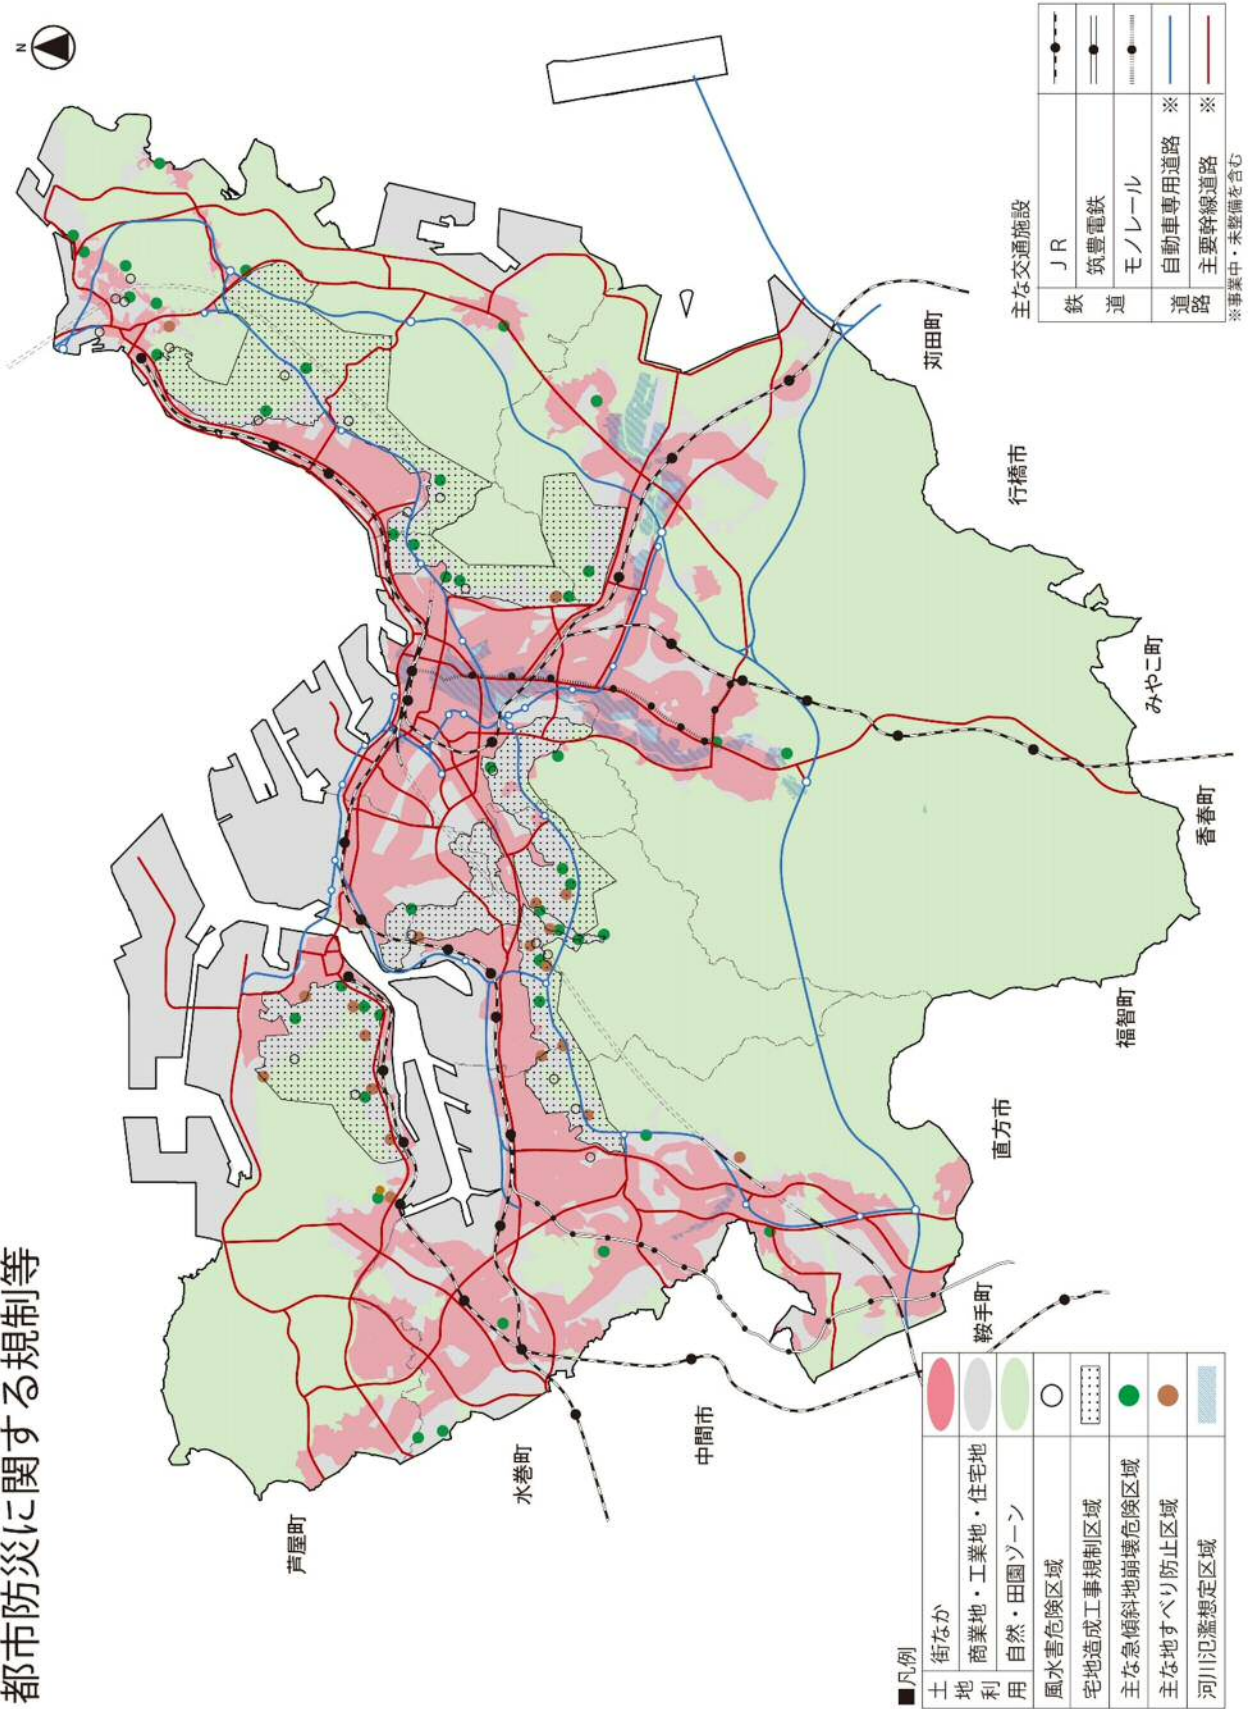 都市防災に関する規制等
N
芦屋町
水巻町
中間市
鞍手町
直方市
福智町
香春町
みやこ町
行橋市
苅田町
■凡例
土地利用
街なか
商業地・工業地・住宅地
自然・田園ゾーン
風水害危険区域
宅地造成工事規制区域
主な急傾斜地崩壊危険区域
主な地すべり防止区域
河川氾濫想定区域
主な交通施設
鉄道
ＪＲ
筑豊電鉄
モノレール
道路
自動車専用道路 ※
主要幹線道路 ※
※事業中・未整備を含む